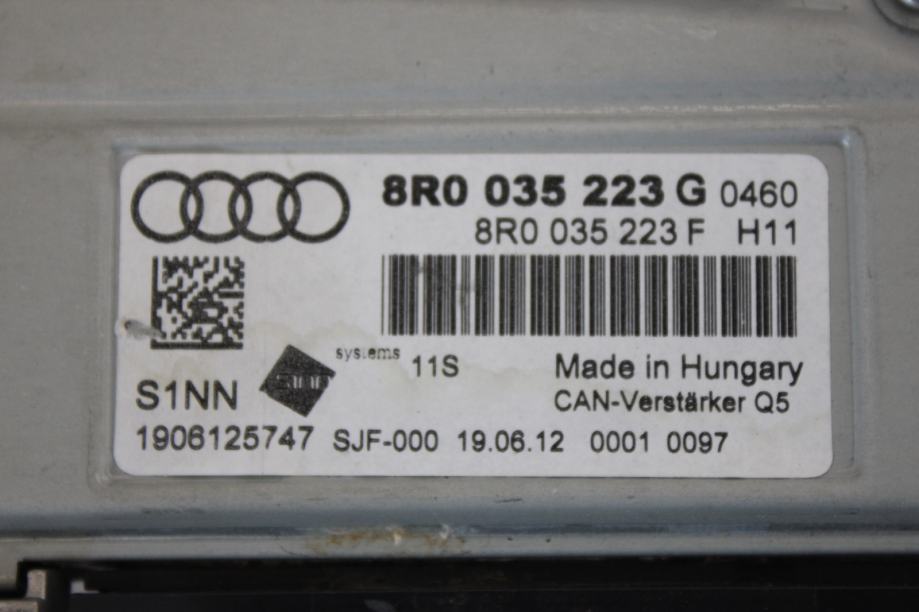 8R0 035 223 G 0460
8R0 035 223 F H11
systems 11S
Made in Hungary
S1NN
CAN-Verstärker Q5
1906125747 SJF-000 19.06.12 0001 0097